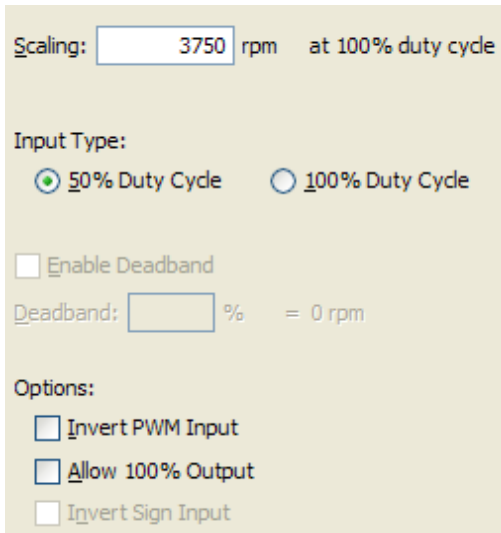 Scaling: 3750 rpm at 100% duty cycle
Input Type:
50% Duty Cycle 100% Duty Cycle
Enable Deadband
Deadband: % = 0 rpm
Options:
Invert PWM Input
Allow 100% Output
Invert Sign Input